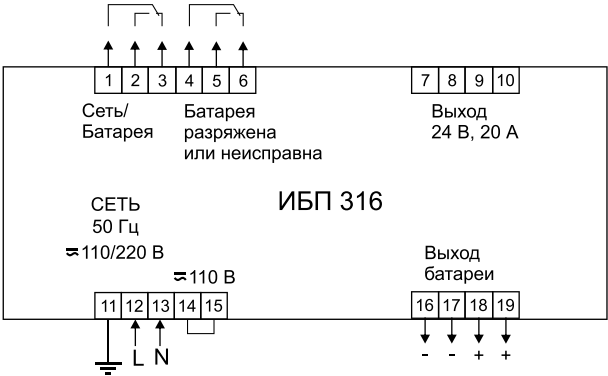 1 2 3 4 5 6
7 8 9 10
Сеть/
Батарея
Батарея
разряжена
или неисправна
Выход
24 В, 20 А
ИБП 316
СЕТЬ
50 Гц
≂110/220 В
≂110 В
Выход
батареи
11 12 13 14 15
16 17 18 19
L N
- - + +